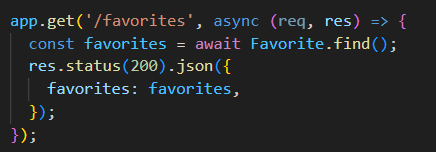 app.get('/favorites', async (req, res) => {
  const favorites = await Favorite.find();
  res.status(200).json({
    favorites: favorites,
  });
});